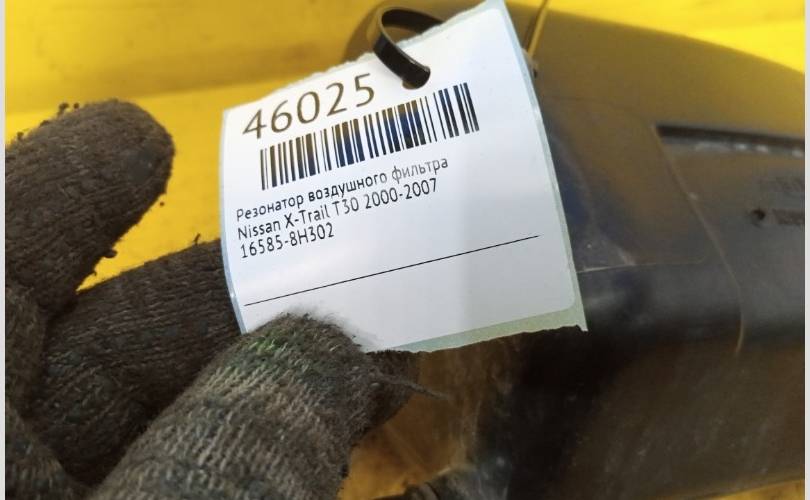 46025
Резонатор воздушного фильтра
Nissan X-Trail T30 2000-2007
16585-8H302